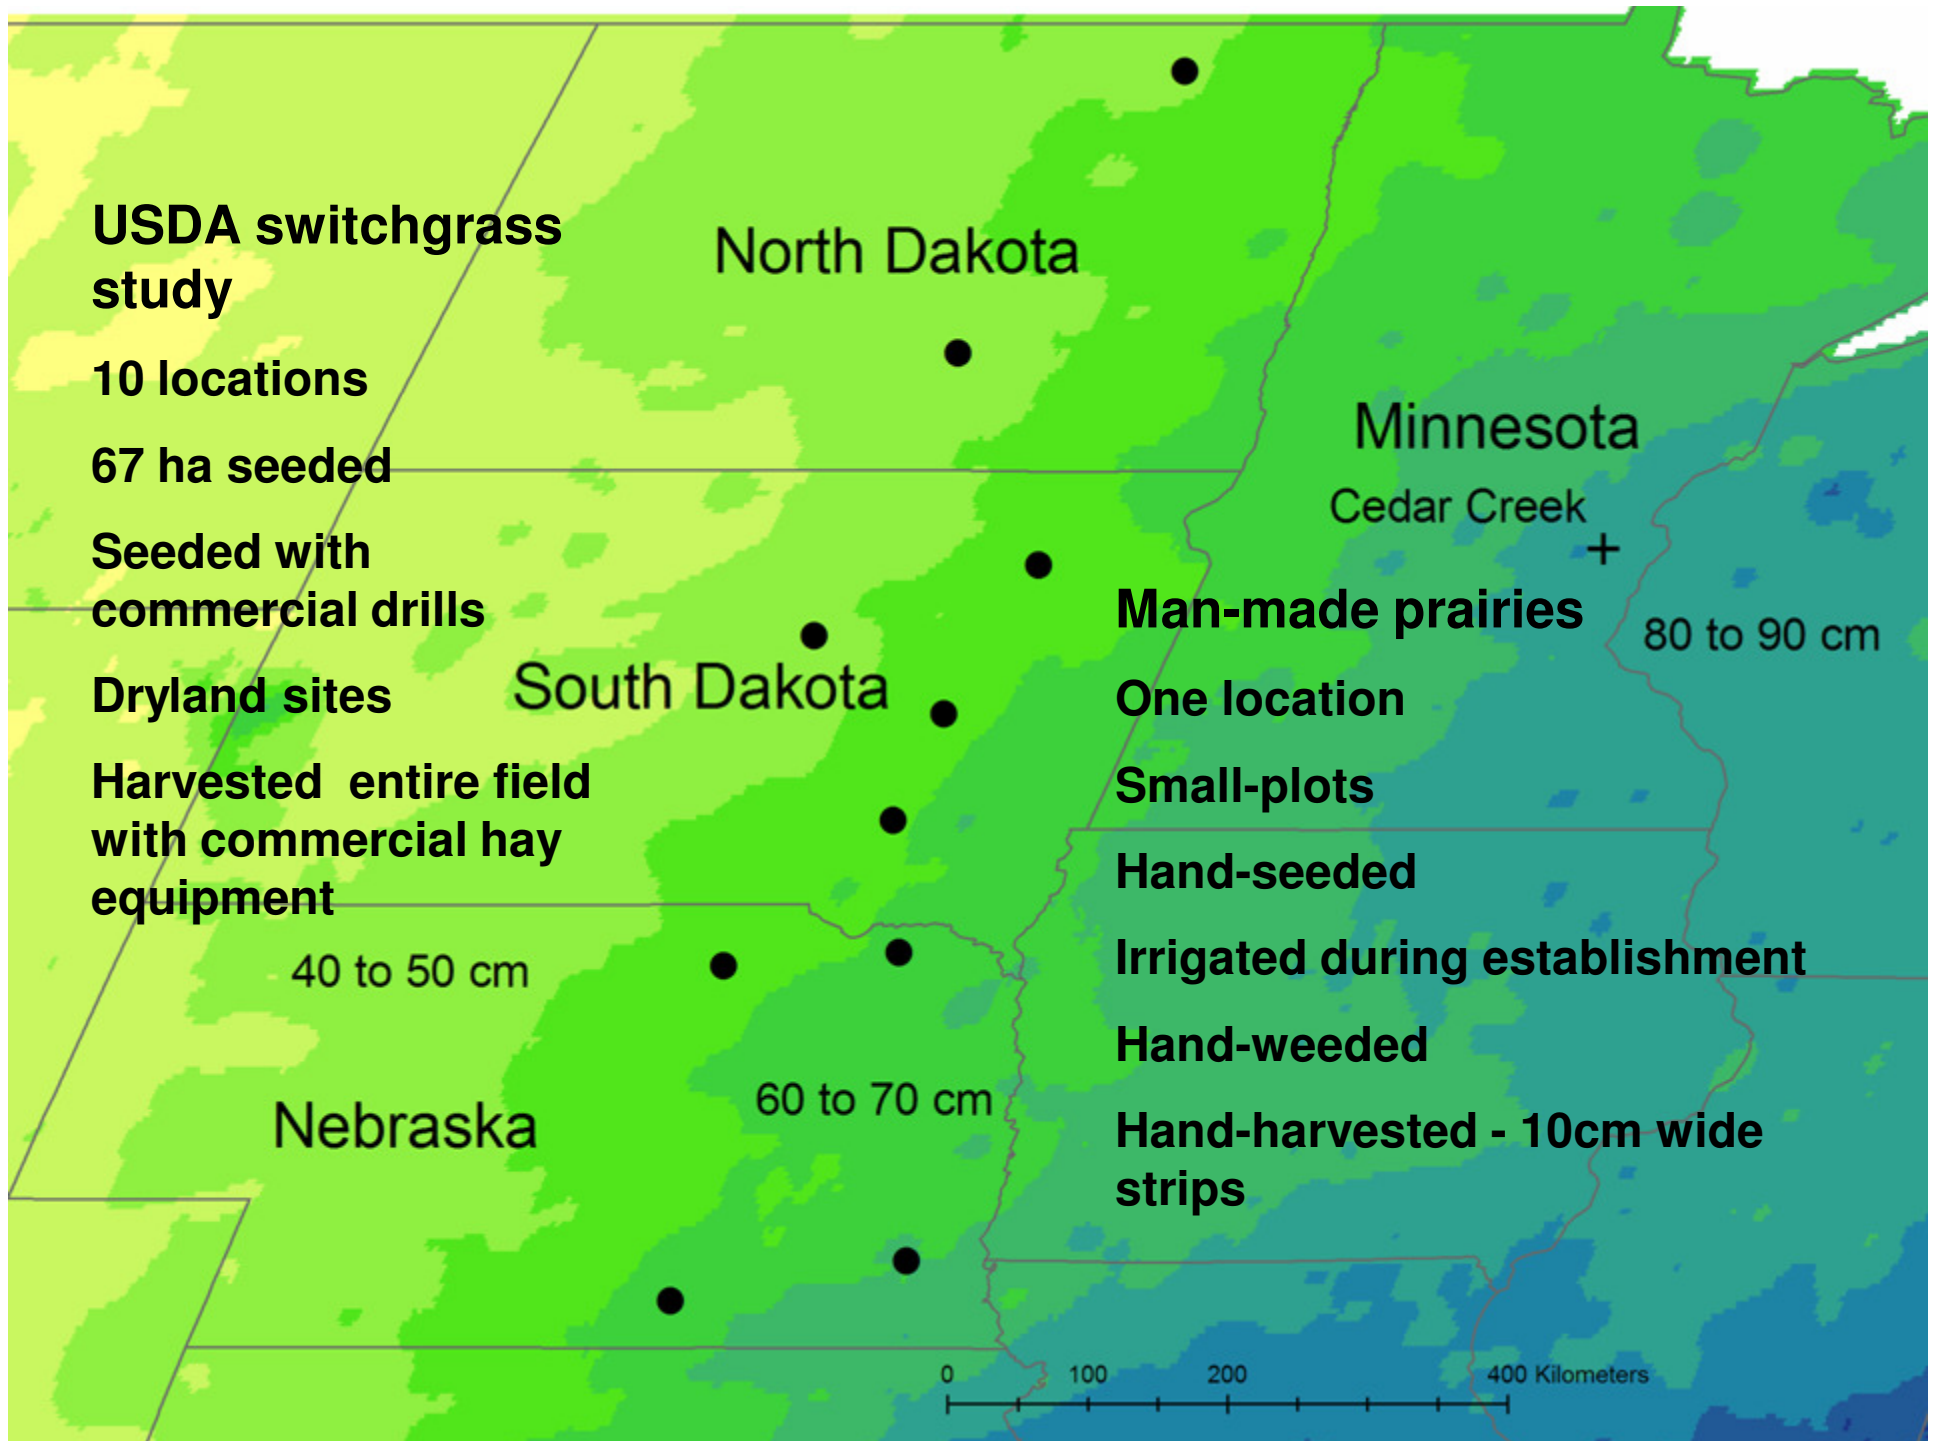 USDA switchgrass
study
10 locations
67 ha seeded
Seeded with
commercial drills
Dryland sites
Harvested  entire field
with commercial hay
equipment
North Dakota
South Dakota
Nebraska
40 to 50 cm
60 to 70 cm
Minnesota
Cedar Creek
+
80 to 90 cm
Man-made prairies
One location
Small-plots
Hand-seeded
Irrigated during establishment
Hand-weeded
Hand-harvested - 10cm wide
strips
0 100 200 400 Kilometers